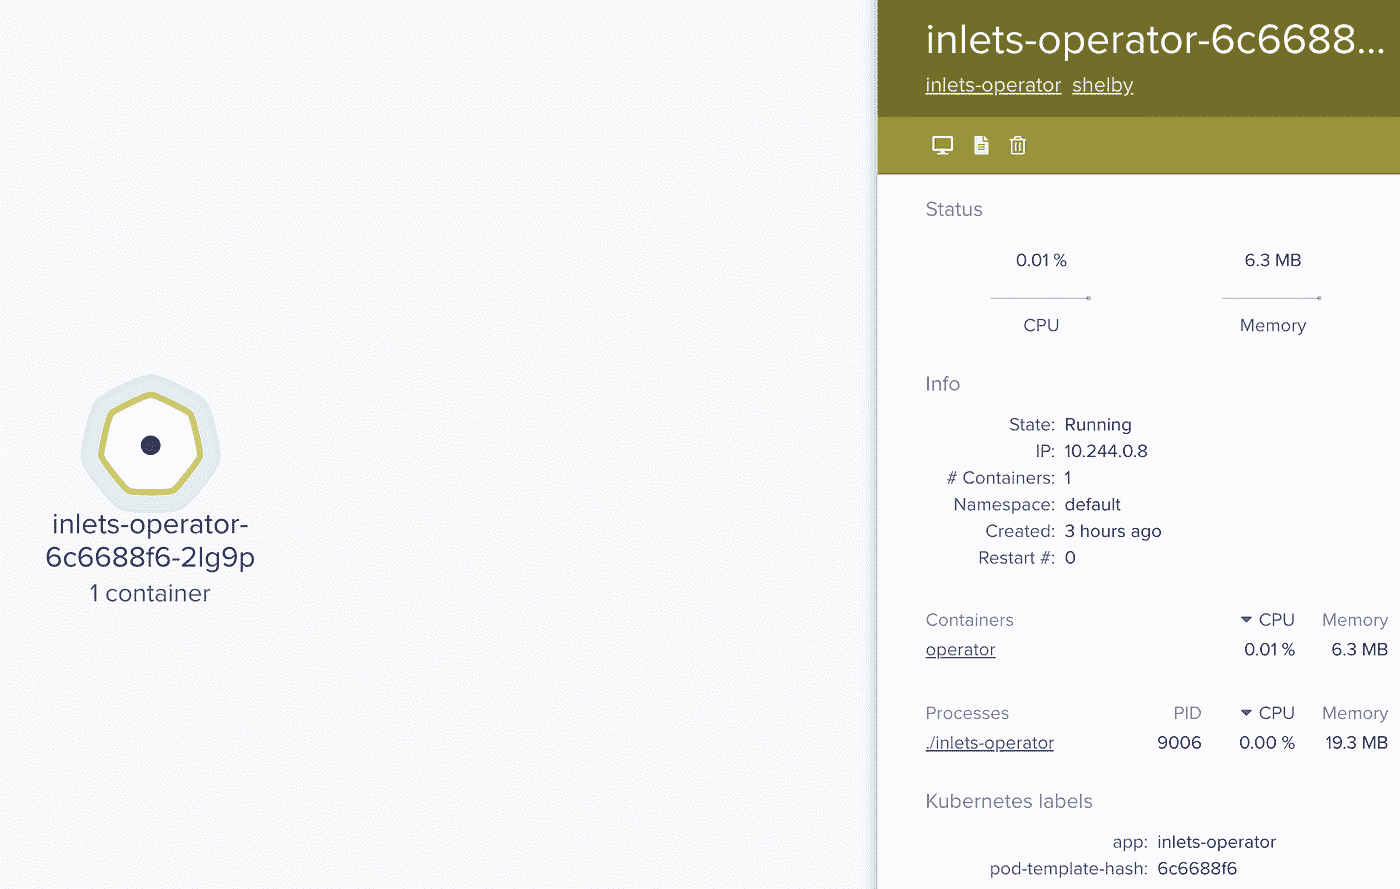 inlets-operator-
6c6688f6-2lg9p
1 container
inlets-operator-6c6688...
inlets-operator shelby
Status
0.01 % 6.3 MB
CPU Memory
Info
State: Running
IP: 10.244.0.8
# Containers: 1
Namespace: default
Created: 3 hours ago
Restart #: 0
Containers CPU Memory
operator 0.01 % 6.3 MB
Processes PID CPU Memory
./inlets-operator 9006 0.00 % 19.3 MB
Kubernetes labels
app: inlets-operator
pod-template-hash: 6c6688f6